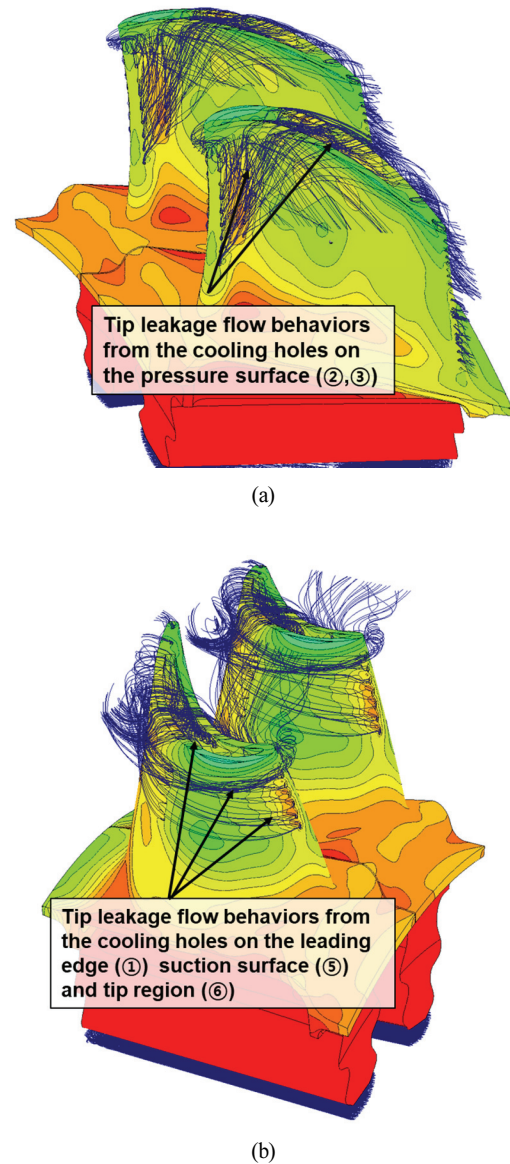 Tip leakage flow behaviors
from the cooling holes on
the pressure surface (②,③)
(a)
Tip leakage flow behaviors from
the cooling holes on the leading
edge (①) suction surface (⑤)
and tip region (⑥)
(b)